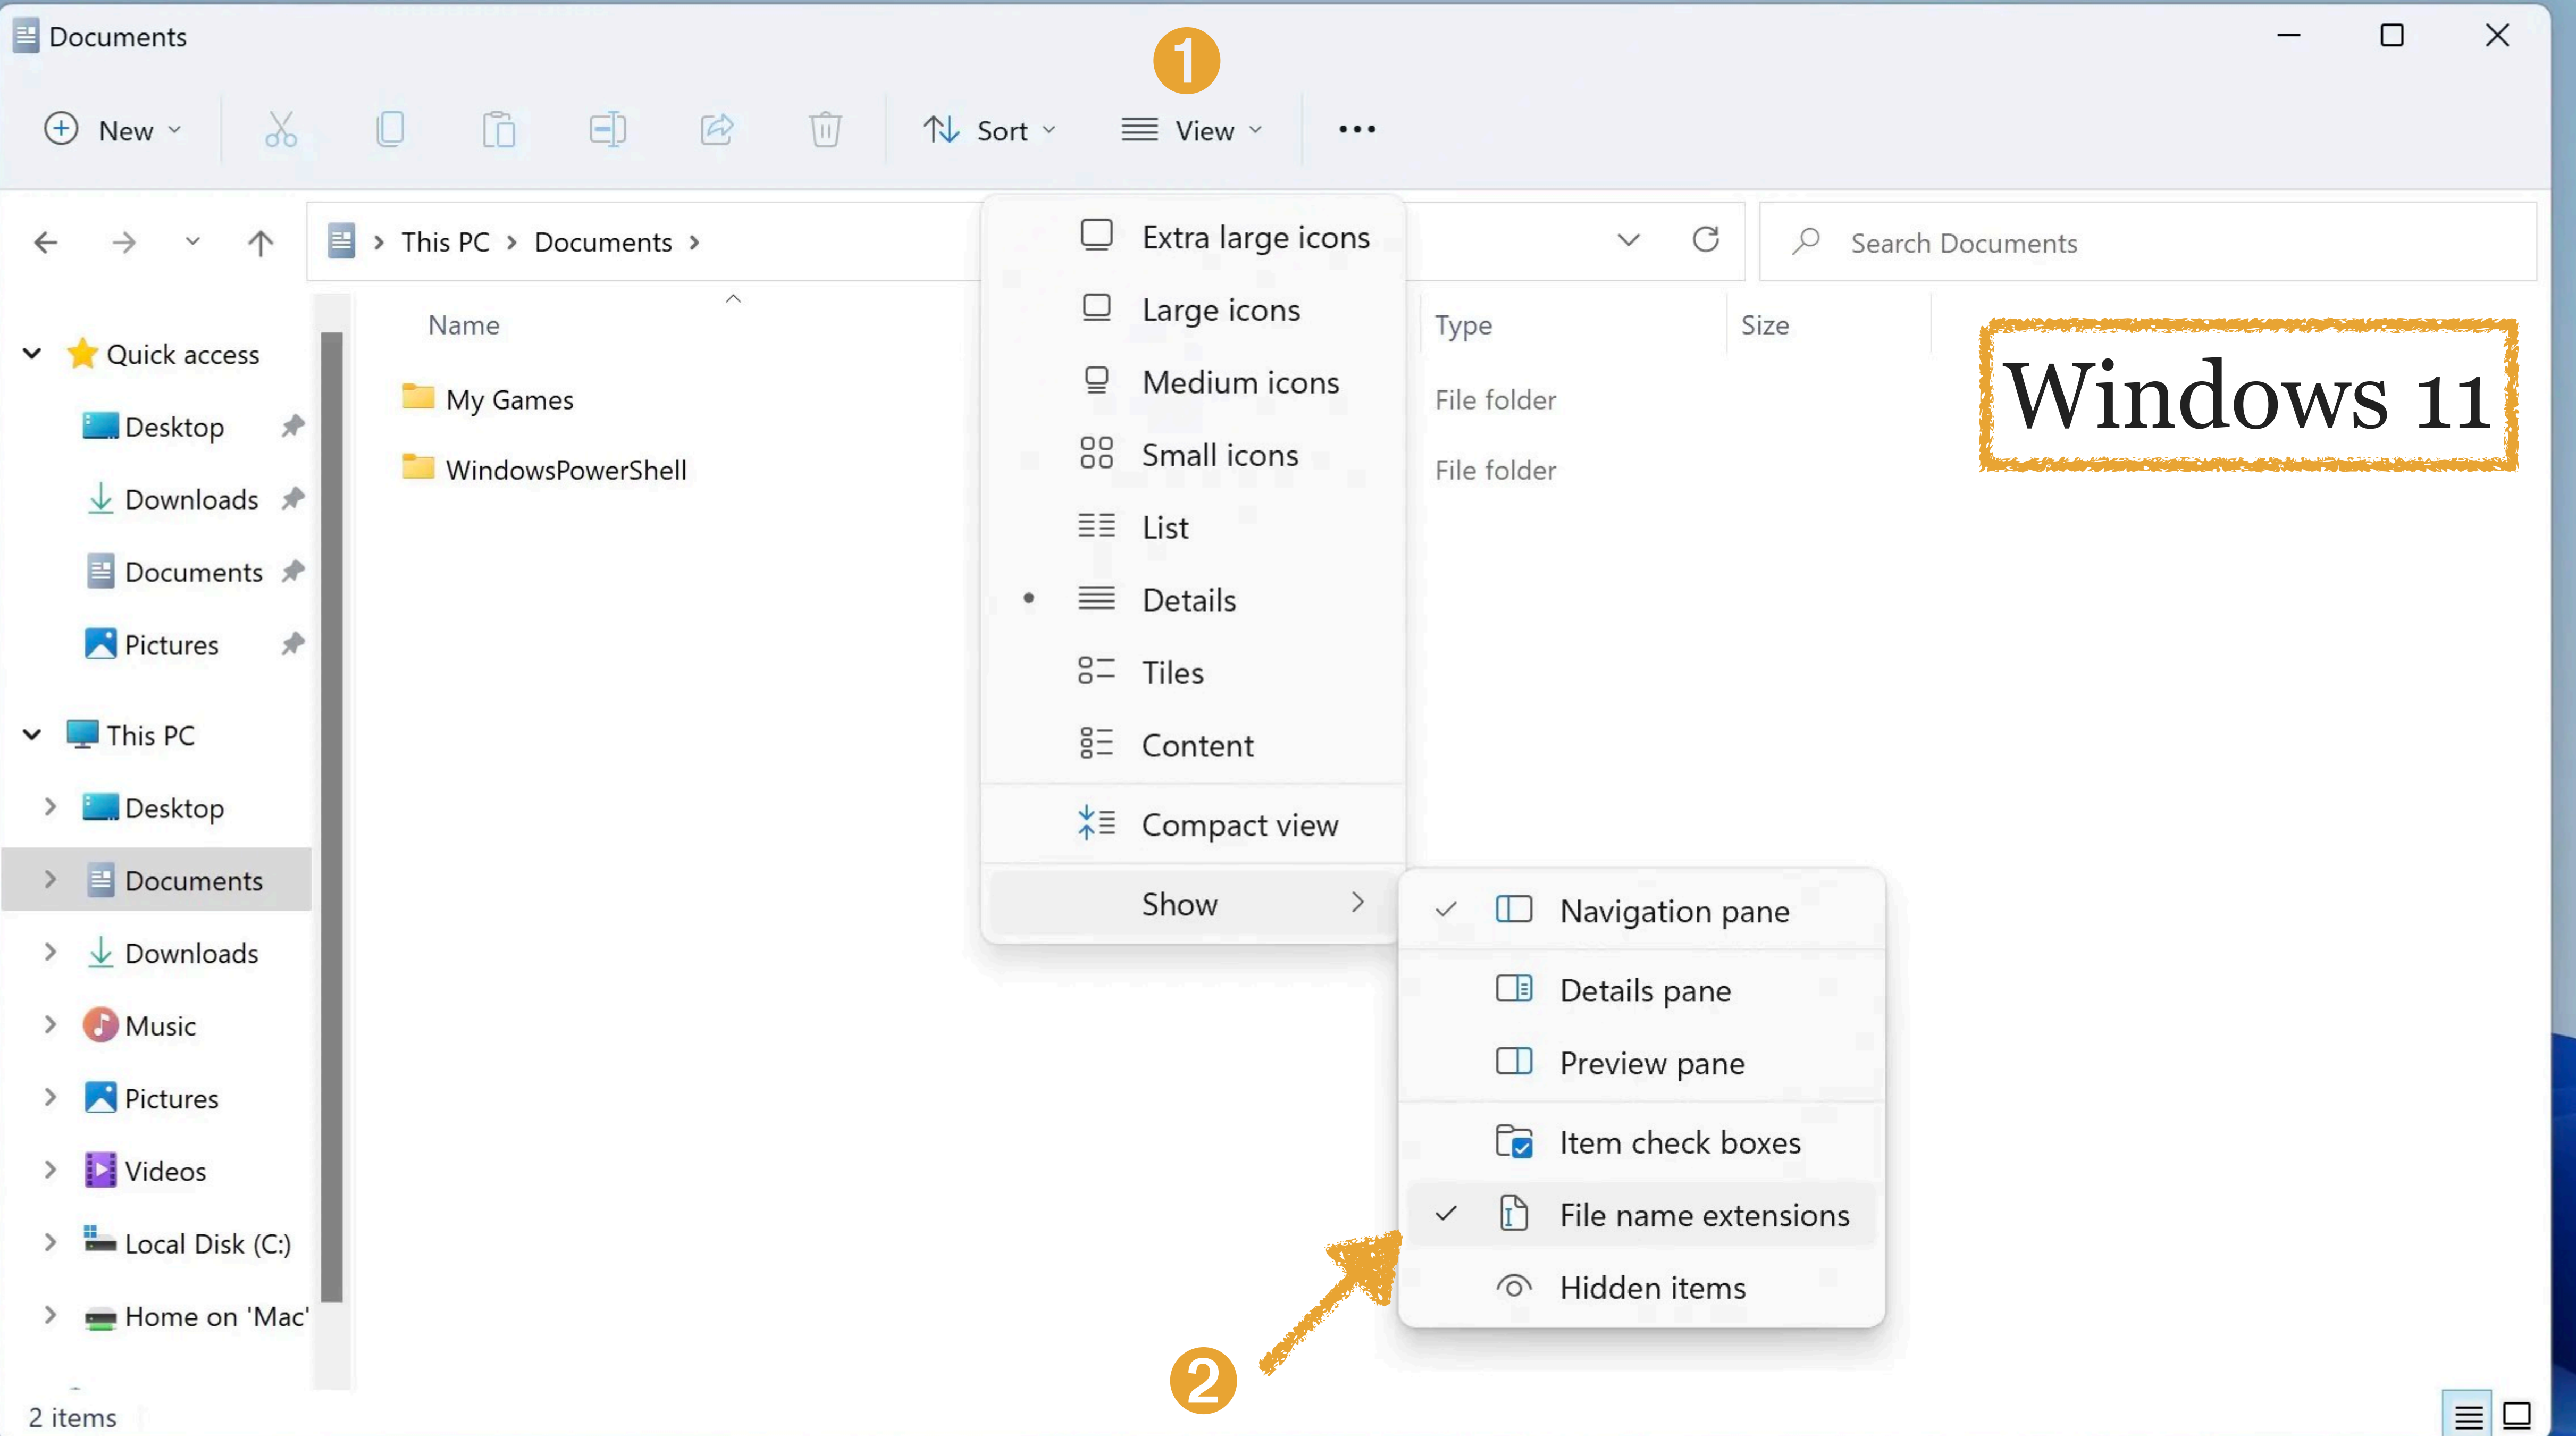 Documents
1
New
Sort
View
This PC
Documents
Search Documents
Name
Type
Size
Windows 11
Quick access
Desktop
Downloads
Documents
Pictures
This PC
Desktop
Documents
Downloads
Music
Pictures
Videos
Local Disk (C:)
Home on 'Mac'
My Games
File folder
WindowsPowerShell
File folder
Extra large icons
Large icons
Medium icons
Small icons
List
Details
Tiles
Content
Compact view
Show
Navigation pane
Details pane
Preview pane
Item check boxes
File name extensions
Hidden items
2
2 items